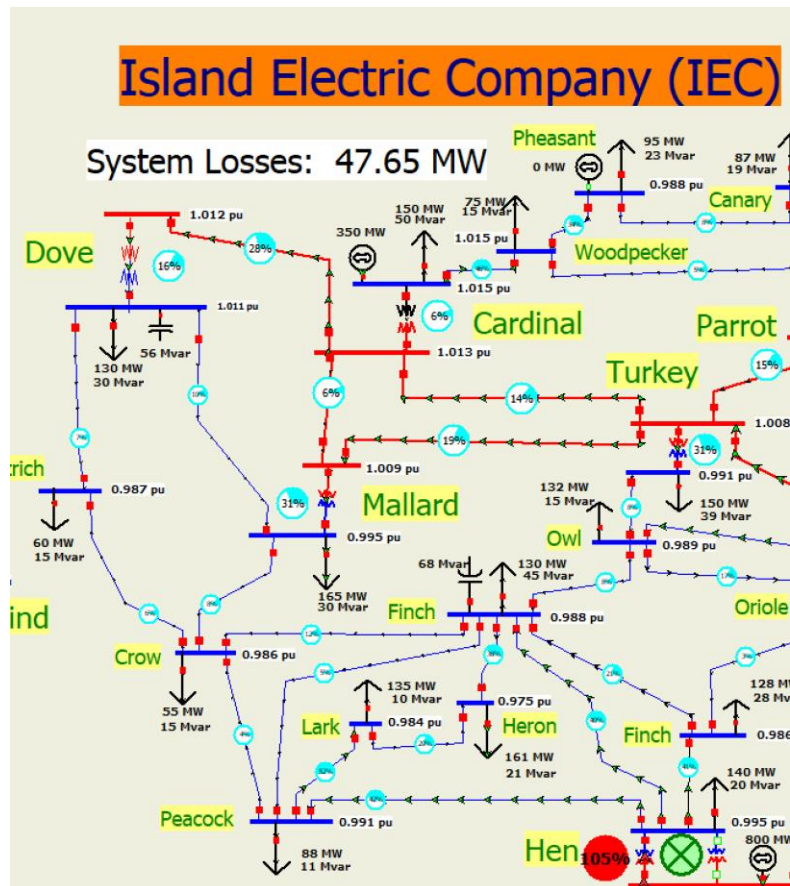 Island Electric Company (IEC)
System Losses: 47.65 MW
Pheasant
0 MW
95 MW
23 Mvar
87 MW
19 Mvar
0.988 pu
Canary
1.012 pu
Dove
28%
16%
150 MW
50 Mvar
350 MW
75 MW
15 Mvar
1.015 pu
Woodpecker
1.015 pu
1.011 pu
56 Mvar
130 MW
30 Mvar
6%
Cardinal
1.013 pu
Parrot
15%
Turkey
6%
14%
1.008
19%
31%
0.991 pu
1.009 pu
Mallard
31%
0.995 pu
165 MW
30 Mvar
trich
0.987 pu
60 MW
15 Mvar
132 MW
15 Mvar
150 MW
39 Mvar
Owl
0.989 pu
68 Mvar
130 MW
45 Mvar
Finch
0.988 pu
Oriole
ind
Crow
0.986 pu
55 MW
15 Mvar
135 MW
10 Mvar
Lark
0.984 pu
0.975 pu
Heron
161 MW
21 Mvar
128 MW
28 Mv
Finch
0.986
Peacock
0.991 pu
88 MW
11 Mvar
140 MW
20 Mvar
0.995 pu
Hen
105%
800 MW